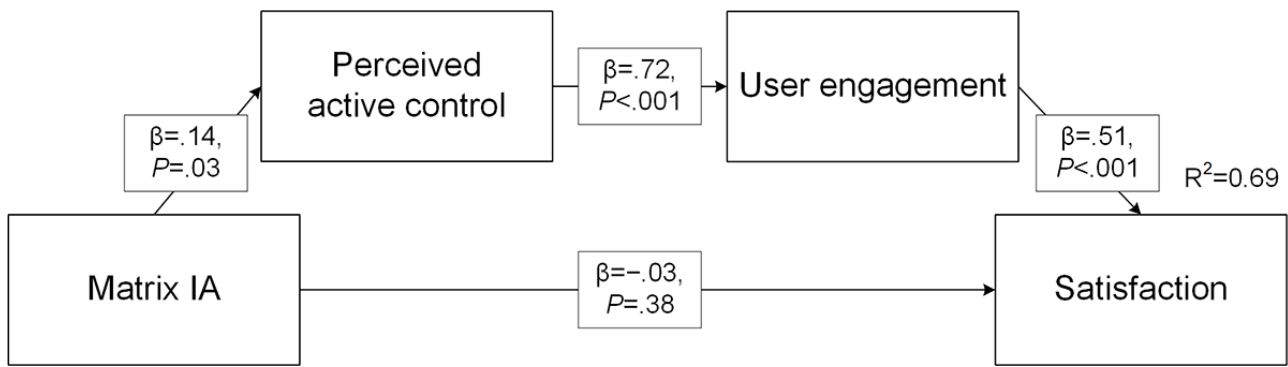 Perceived
active control
β=.72,
P<.001
User engagement
β=.14,
P=.03
β=.51,
P<.001
R²=0.69
Matrix IA
β=−.03,
P=.38
Satisfaction